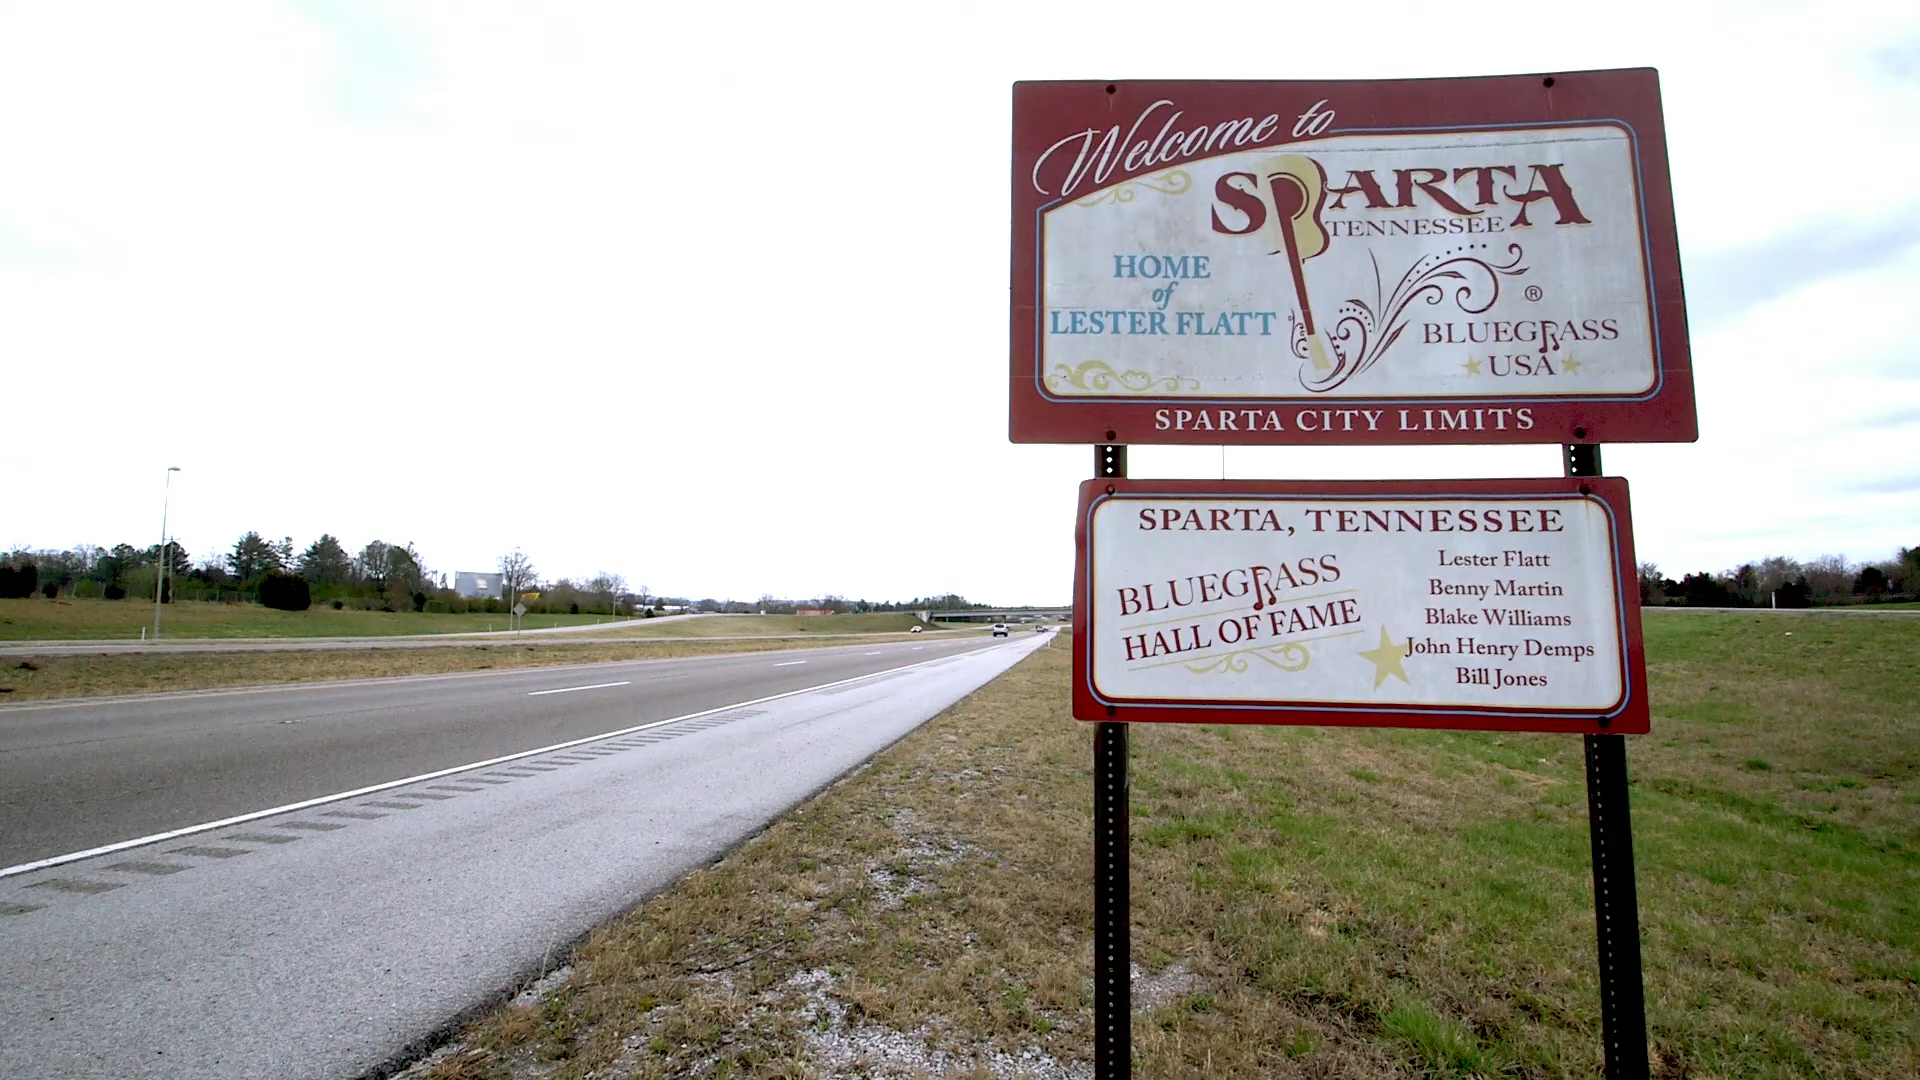 Welcome to
SPARTA
TENNESSEE
HOME
of
LESTER FLATT
®
BLUEGRASS
USA
SPARTA CITY LIMITS
SPARTA, TENNESSEE
BLUEGRASS
HALL OF FAME
Lester Flatt
Benny Martin
Blake Williams
John Henry Demps
Bill Jones